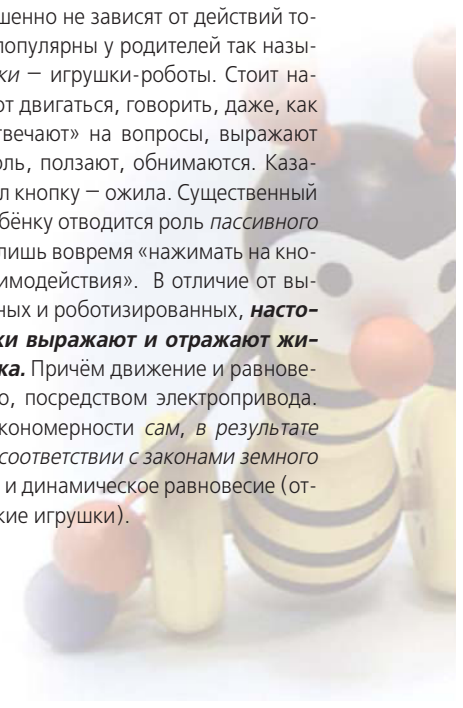 шенно не зависят от действий то-
популярны у родителей так назы-
ки – игрушки-роботы. Стоит на-
от двигаться, говорить, даже, как
твечают» на вопросы, выражают
оль, ползают, обнимаются. Каза-
л кнопку – ожила. Существенный
бёнку отводится роль пассивного
лишь вовремя «нажимать на кно-
имодействия». В отличие от вы-
ных и роботизированных, насто-
ки выражают и отражают жи-
ка. Причём движение и равнове-
о, посредством электропривода.
кономерности сам, в результате
соответствии с законами земного
и динамическое равновесие (от-
кие игрушки).